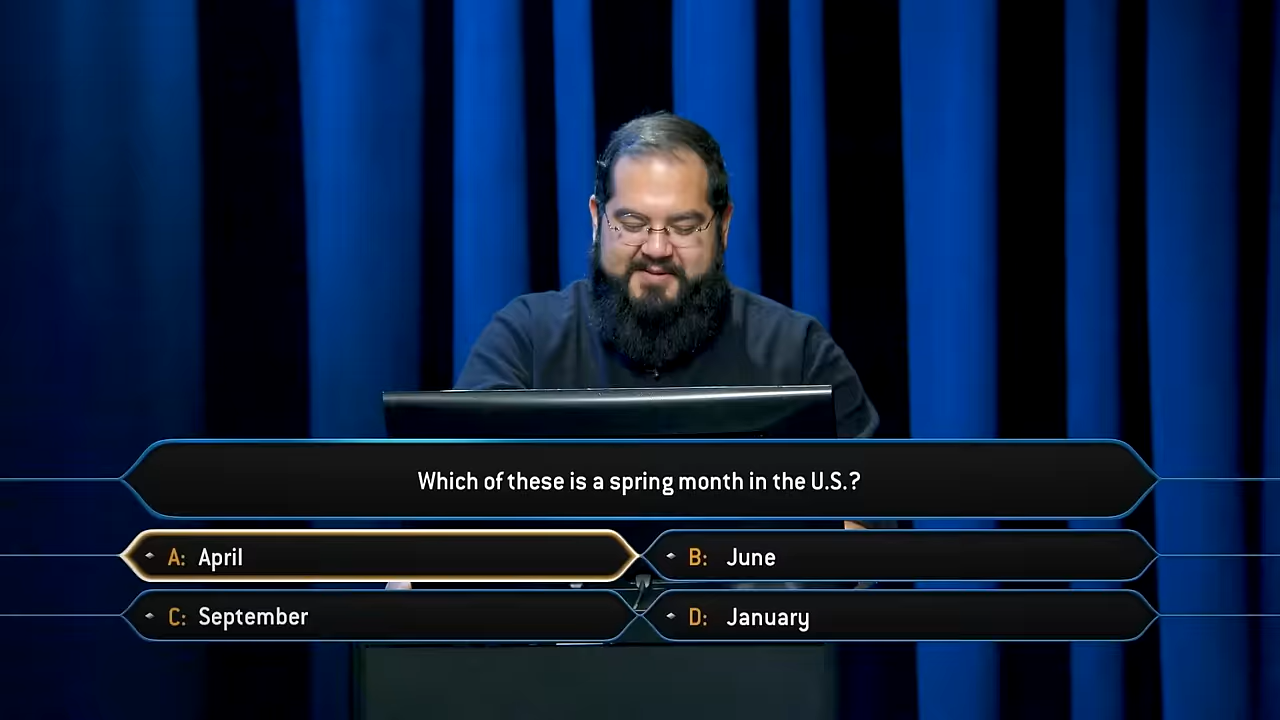 Which of these is a spring month in the U.S.?
A: April
B: June
C: September
D: January